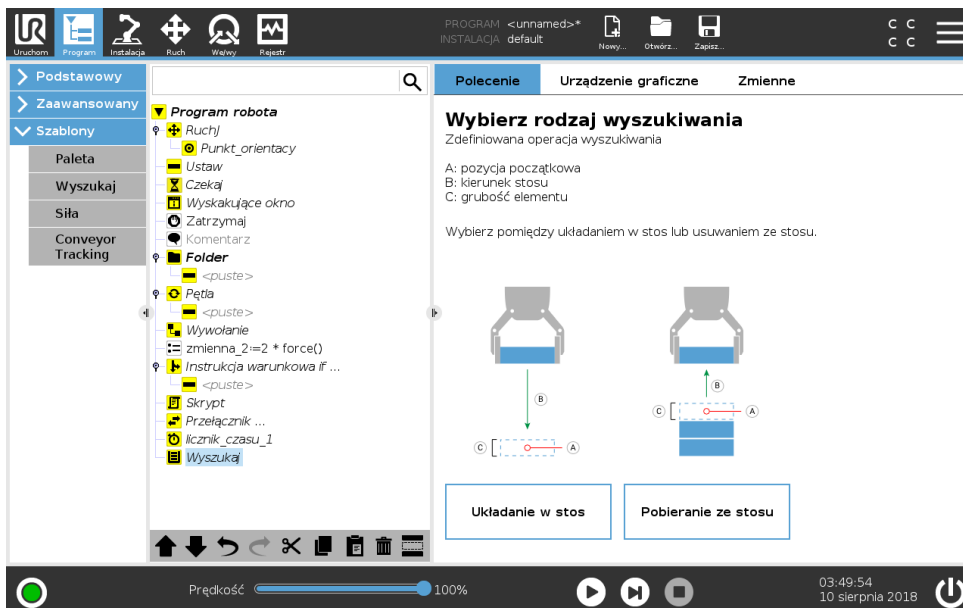 PROGRAM <unnamed>*
INSTALACJA default
Uruchom Program Instalacja Ruch We/wy Rejestr
Nowy... Otwórz... Zapisz...
C C
C C
Podstawowy
Zaawansowany
Szablony
Paleta
Wyszukaj
Siła
Conveyor
Tracking
Program robota
RuchJ
Punkt_orientacy
Ustaw
Czekaj
Wyskakujące okno
Zatrzymaj
Komentarz
Folder
<puste>
Pętla
<puste>
Wywołanie
zmienna_2:=2 * force()
Instrukcja warunkowa if ...
<puste>
Skrypt
Przełącznik ...
licznik_czasu_1
Wyszukaj
Polecenie Urządzenie graficzne Zmienne
Wybierz rodzaj wyszukiwania
Zdefiniowana operacja wyszukiwania
A: pozycja początkowa
B: kierunek stosu
C: grubość elementu
Wybierz pomiędzy układaniem w stos lub usuwaniem ze stosu.
B
C A
B
C A
Układanie w stos
Pobieranie ze stosu
Prędkość 100%
03:49:54
10 sierpnia 2018